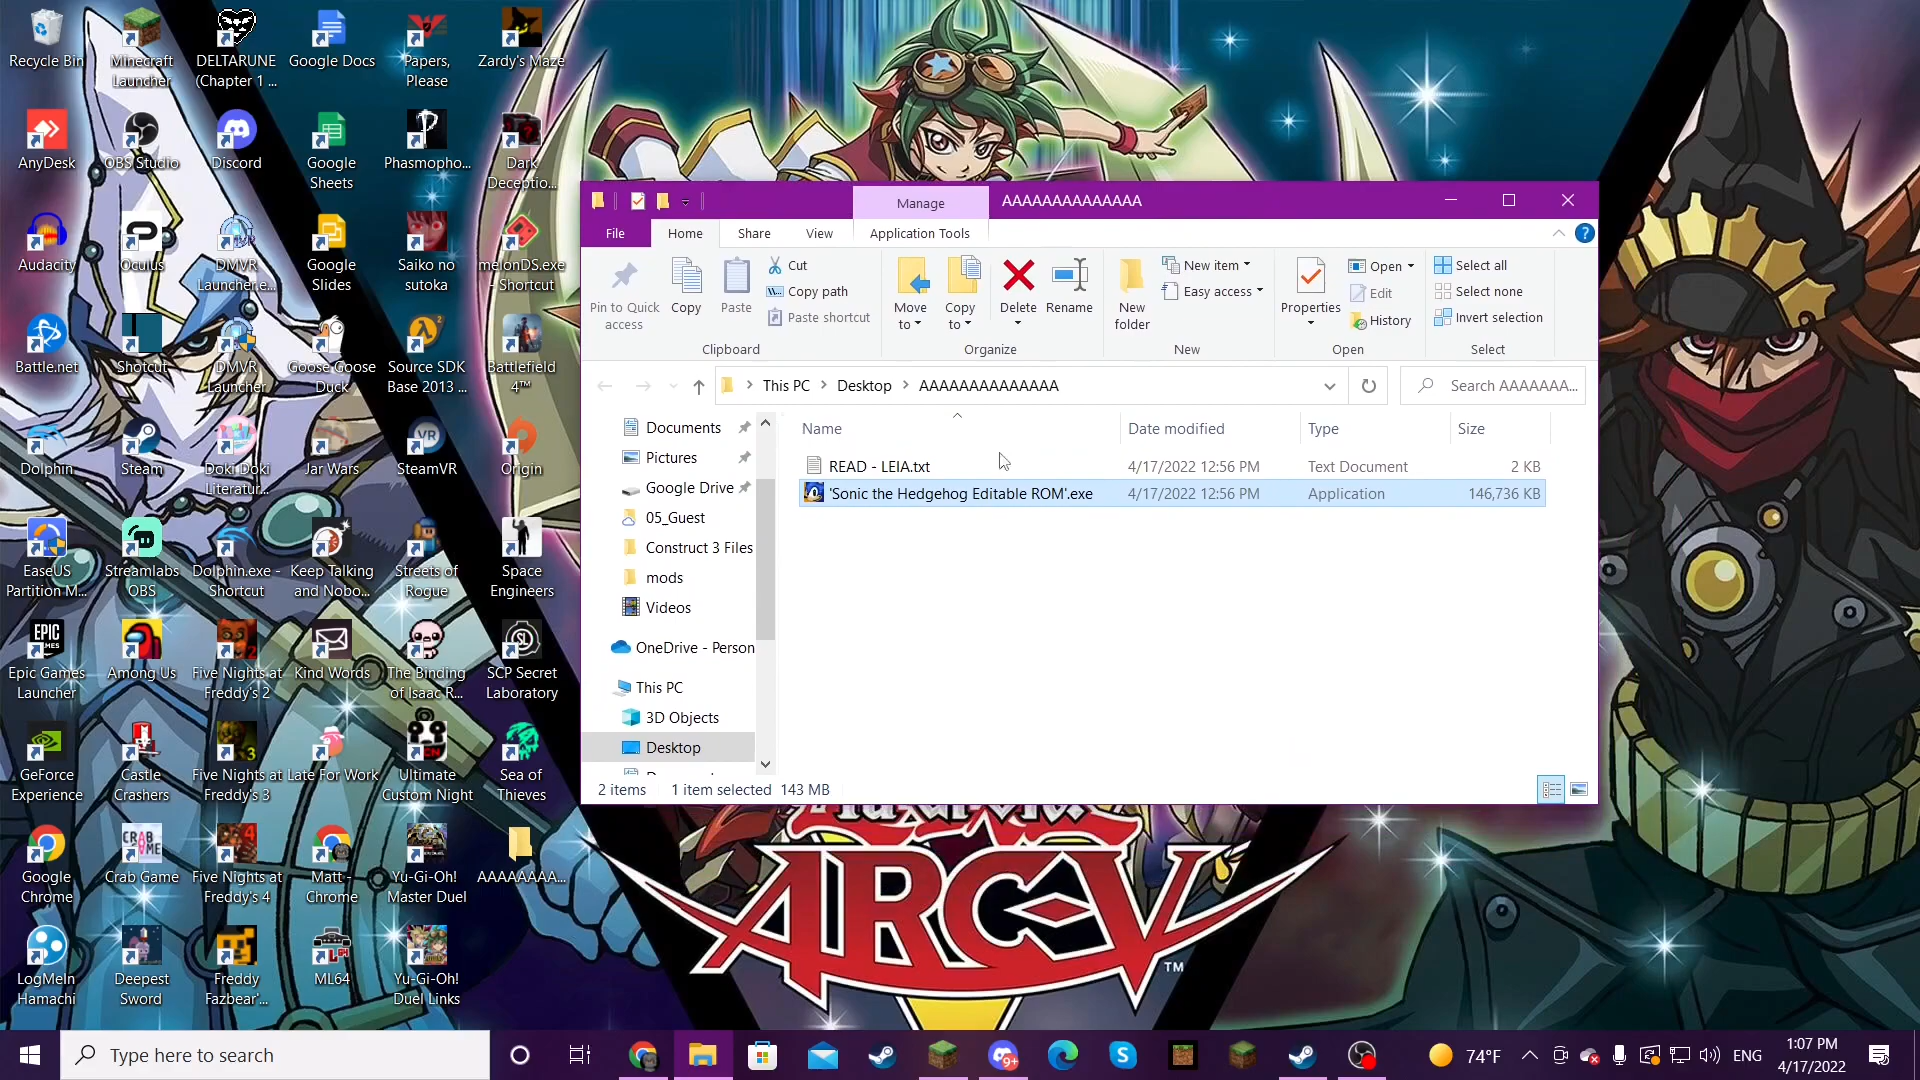 Recycle Bin
Minecraft
Launcher
DELTARUNE
(Chapter 1 ...
Google Docs
Papers,
Please
Zardy's Maze
AnyDesk
OBS Studio
Discord
Google
Sheets
Phasmopho...
Dark
Deceptio...
Audacity
Oculus
DMVR
Launcher.e...
Google
Slides
Saiko no
sutoka
melonDS.exe
- Shortcut
Battle.net
Shotcut
DMVR
Launcher
Goose Goose
Duck
Source SDK
Base 2013 ...
Battlefield
4™
Dolphin
Steam
Doki Doki
Literatur...
Jar Wars
SteamVR
Origin
EaseUS
Partition M...
Streamlabs
OBS
Dolphin.exe -
Shortcut
Keep Talking
and Nobo...
Streets of
Rogue
Space
Engineers
Epic Games
Launcher
Among Us
Five Nights at
Freddy's 2
Kind Words
The Binding
of Isaac R...
SCP Secret
Laboratory
GeForce
Experience
Castle
Crashers
Five Nights at
Freddy's 3
Late For Work
Ultimate
Custom Night
Sea of
Thieves
Google
Chrome
Crab Game
Five Nights at
Freddy's 4
Matt -
Chrome
Yu-Gi-Oh!
Master Duel
AAAAAAAA...
LogMeIn
Hamachi
Deepest
Sword
Freddy
Fazbear'...
ML64
Yu-Gi-Oh!
Duel Links
Manage
AAAAAAAAAAAAAA
File
Home
Share
View
Application Tools
Pin to Quick
access
Copy
Paste
Cut
Copy path
Paste shortcut
Clipboard
Move
to
Copy
to
Delete
Rename
Organize
New
folder
New item
Easy access
New
Properties
Open
Edit
History
Open
Select all
Select none
Invert selection
Select
This PC
Desktop
AAAAAAAAAAAAAA
Search AAAAAAA...
Name
Date modified
Type
Size
READ - LEIA.txt
4/17/2022 12:56 PM
Text Document
2 KB
'Sonic the Hedgehog Editable ROM'.exe
4/17/2022 12:56 PM
Application
146,736 KB
Documents
Pictures
Google Drive
05_Guest
Construct 3 Files
mods
Videos
OneDrive - Person
This PC
3D Objects
Desktop
2 items
1 item selected 143 MB
ARC-V
TM
Type here to search
9+
74°F
ENG
1:07 PM
4/17/2022